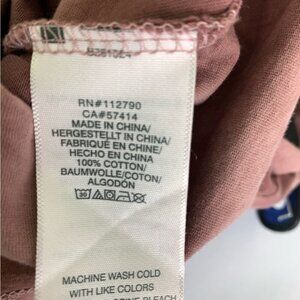 RN#112790
CA#57414
MADE IN CHINA/
HERGESTELLT IN CHINA/
FABRIQUÉ EN CHINE/
HECHO EN CHINA
100% COTTON/
BAUMWOLLE/COTON/
ALGODÓN
MACHINE WASH COLD
WITH LIKE COLORS
BLEACH